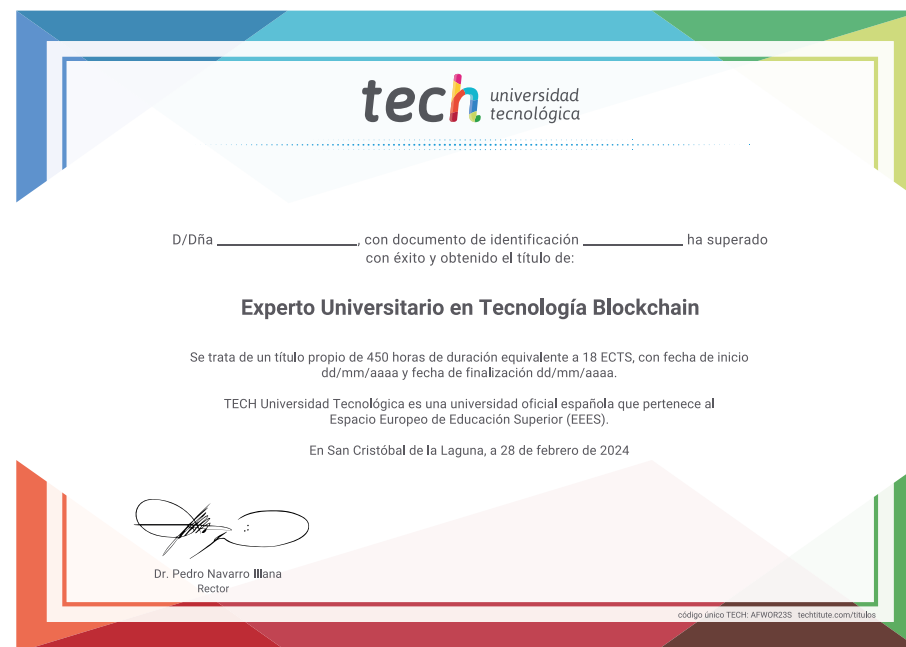 tech universidad
tecnológica
D/Dña ____________, con documento de identificación ____________ ha superado
con éxito y obtenido el título de:
Experto Universitario en Tecnología Blockchain
Se trata de un título propio de 450 horas de duración equivalente a 18 ECTS, con fecha de inicio
dd/mm/aaaa y fecha de finalización dd/mm/aaaa.
TECH Universidad Tecnológica es una universidad oficial española que pertenece al
Espacio Europeo de Educación Superior (EEES).
En San Cristóbal de la Laguna, a 28 de febrero de 2024
Dr. Pedro Navarro Illana
Rector
código único TECH: AFWOR23S techtitute.com/titulos